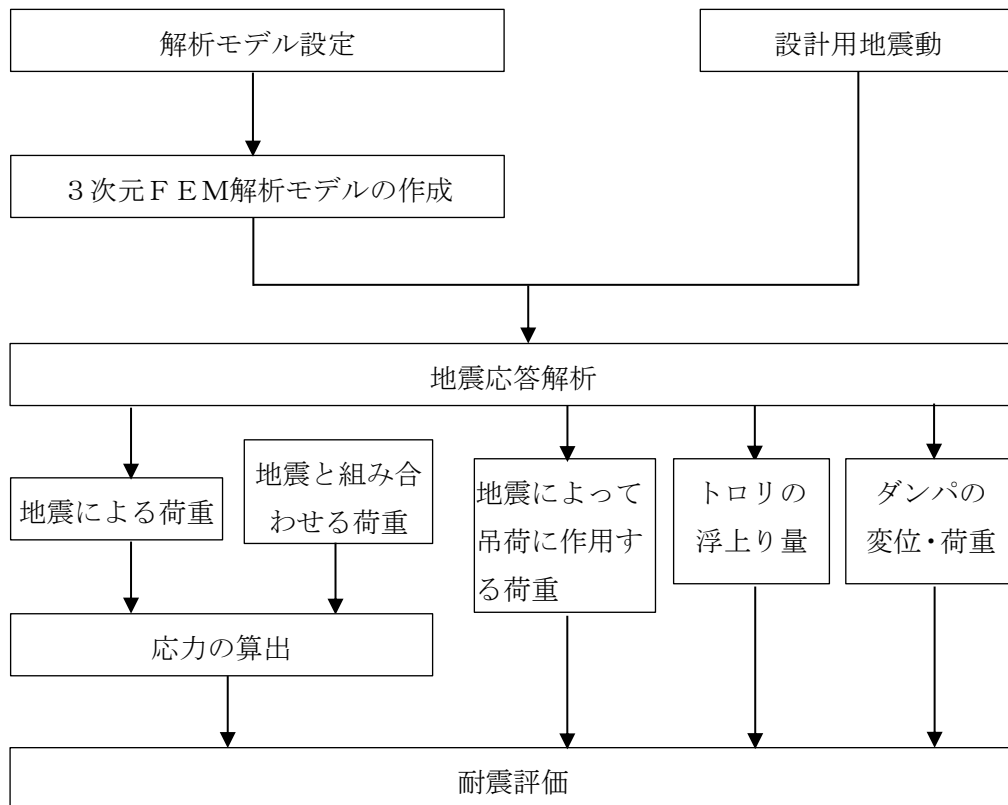 解析モデル設定
設計用地震動
3次元FEM解析モデルの作成
地震応答解析
地震による荷重
地震と組み合
わせる荷重
地震によって
吊荷に作用す
る荷重
トロリの
浮上り量
ダンパの
変位・荷重
応力の算出
耐震評価